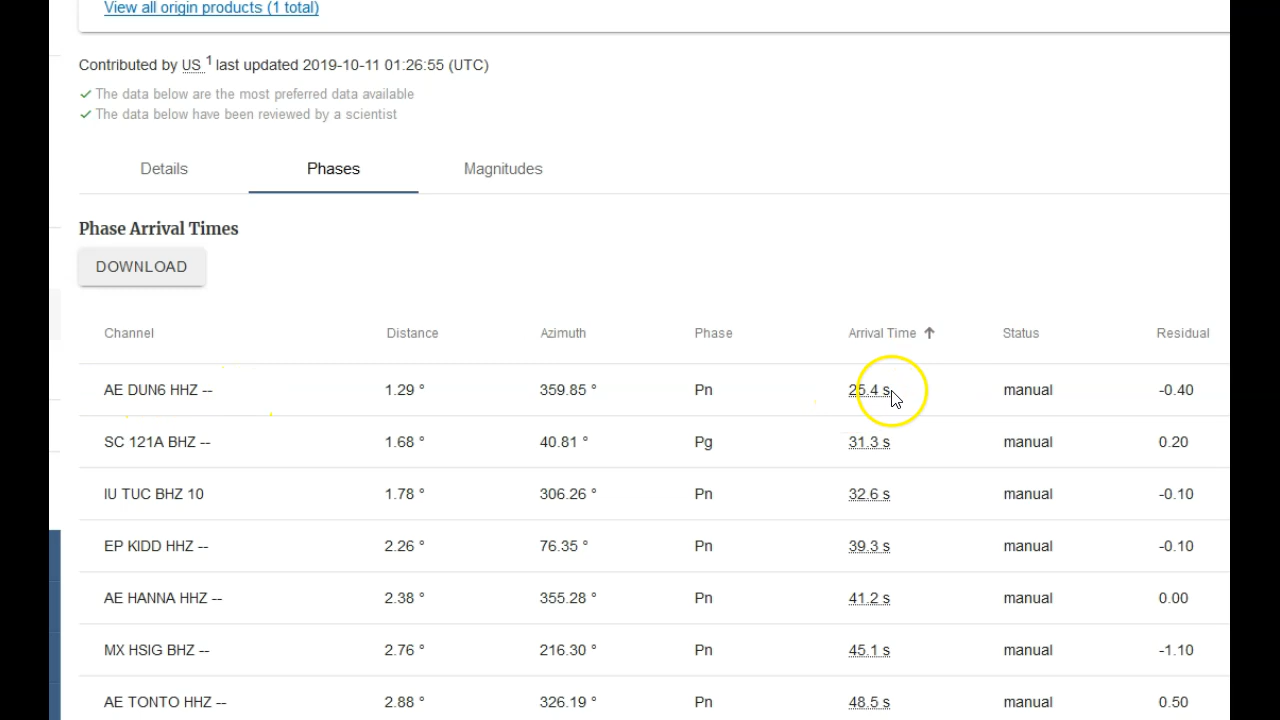 View all origin products (1 total)
Contributed by US 1 last updated 2019-10-11 01:26:55 (UTC)
The data below are the most preferred data available
The data below have been reviewed by a scientist
Details Phases Magnitudes
Phase Arrival Times
DOWNLOAD
Channel Distance Azimuth Phase Arrival Time Status Residual
AE DUN6 HHZ -- 1.29 ° 359.85 ° Pn 25.4 s manual -0.40
SC 121A BHZ -- 1.68 ° 40.81 ° Pg 31.3 s manual 0.20
IU TUC BHZ 10 1.78 ° 306.26 ° Pn 32.6 s manual -0.10
EP KIDD HHZ -- 2.26 ° 76.35 ° Pn 39.3 s manual -0.10
AE HANNA HHZ -- 2.38 ° 355.28 ° Pn 41.2 s manual 0.00
MX HSIG BHZ -- 2.76 ° 216.30 ° Pn 45.1 s manual -1.10
AE TONTO HHZ -- 2.88 ° 326.19 ° Pn 48.5 s manual 0.50